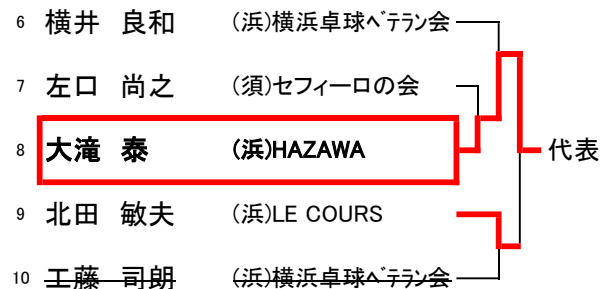 6 横井 良和 (浜)横浜卓球ベテラン会
7 左口 尚之 (須)セフィーロの会
8 大滝 泰 (浜)HAZAWA 代表
9 北田 敏夫 (浜)LE COURS
10 工藤 司朗 (浜)横浜卓球ベテラン会